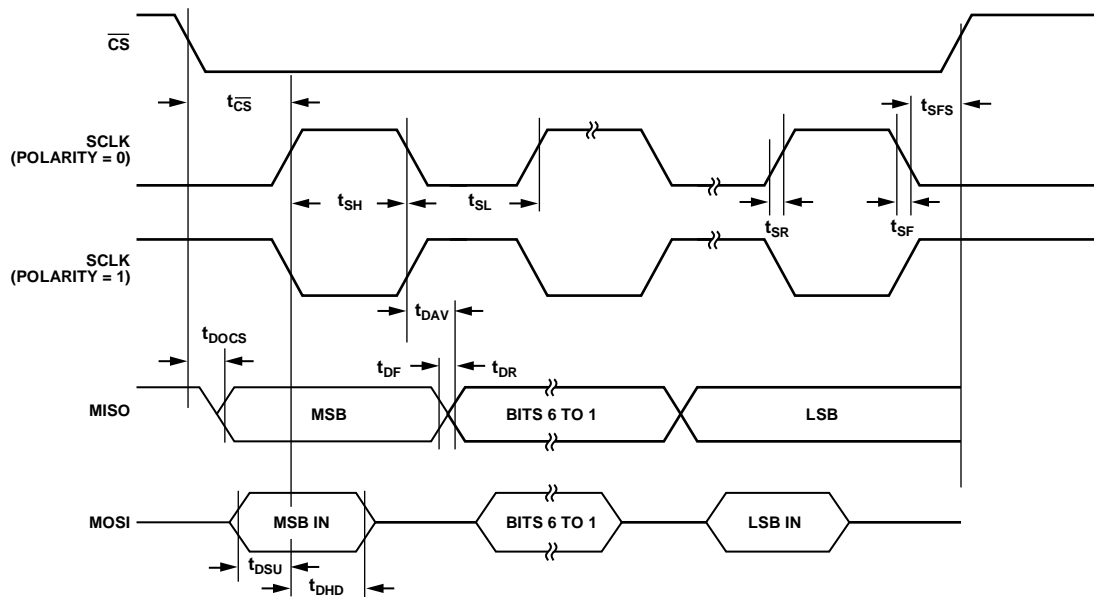 CS
tCS
tSFS
SCLK
(POLARITY = 0)
tSH
tSL
tSR
tSF
SCLK
(POLARITY = 1)
tDAV
tDOCS
tDF
tDR
MISO
MSB
BITS 6 TO 1
LSB
MOSI
MSB IN
BITS 6 TO 1
LSB IN
tDSU
tDHD